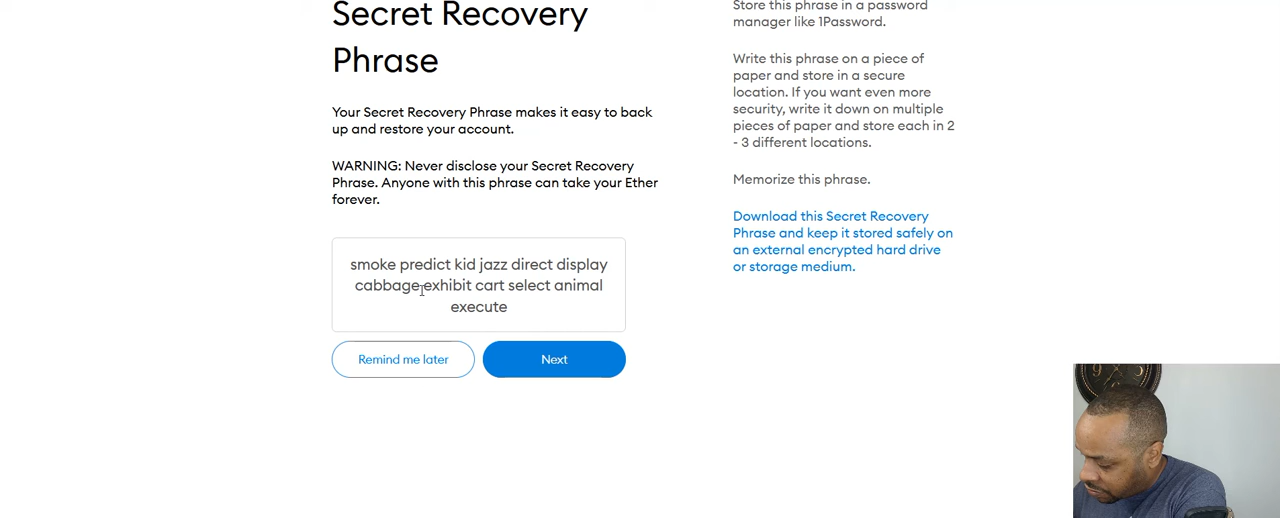 Secret Recovery
Phrase
Your Secret Recovery Phrase makes it easy to back
up and restore your account.
WARNING: Never disclose your Secret Recovery
Phrase. Anyone with this phrase can take your Ether
forever.
smoke predict kid jazz direct display
cabbage exhibit cart select animal
execute
Remind me later
Next
Store this phrase in a password
manager like 1Password.
Write this phrase on a piece of
paper and store in a secure
location. If you want even more
security, write it down on multiple
pieces of paper and store each in 2
- 3 different locations.
Memorize this phrase.
Download this Secret Recovery
Phrase and keep it stored safely on
an external encrypted hard drive
or storage medium.